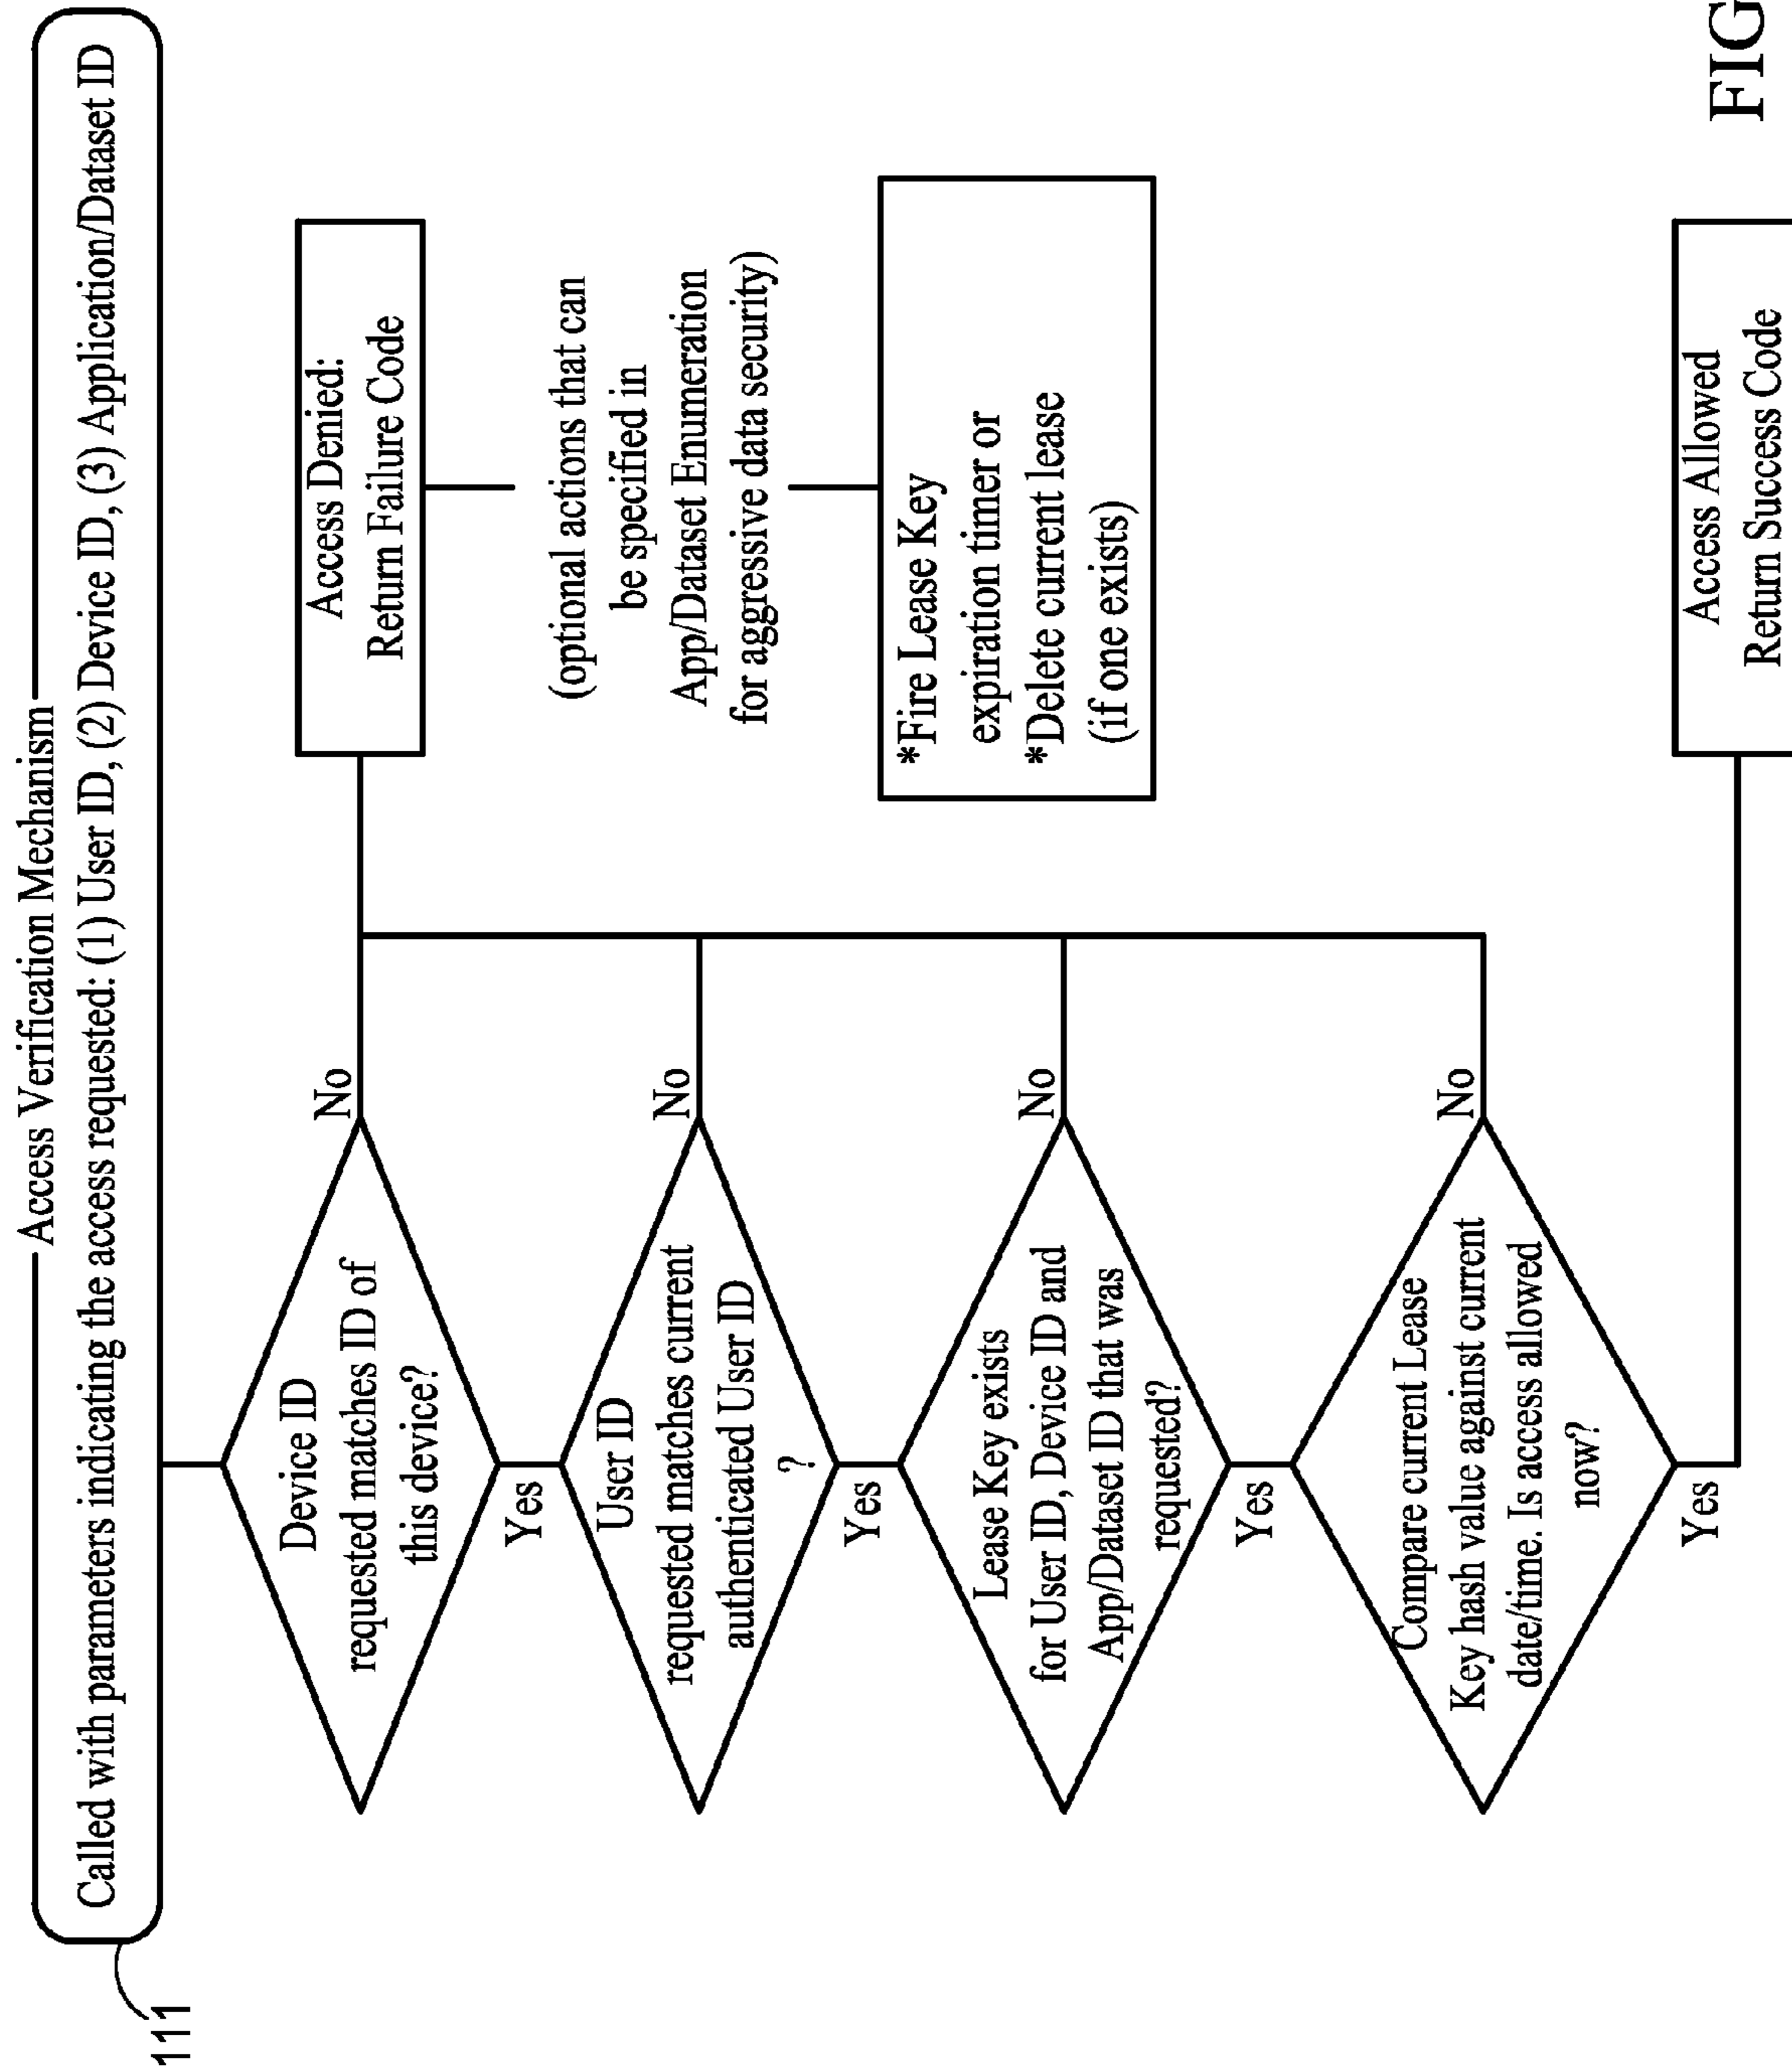 Access Verification Mechanism
Called with parameters indicating the access requested: (1) User ID, (2) Device ID, (3) Application/Dataset ID
111
Device ID
requested matches ID of
this device?
No
Yes
Access Denied:
Return Failure Code
(optional actions that can
be specified in
App/Dataset Enumeration
for aggressive data security)
*Fire Lease Key
expiration timer or
*Delete current lease
(if one exists)
User ID
requested matches current
authenticated User ID
?
No
Yes
Lease Key exists
for User ID, Device ID and
App/Dataset ID that was
requested?
No
Yes
Compare current Lease
Key hash value against current
date/time. Is access allowed
now?
No
Yes
Access Allowed
Return Success Code
FIG